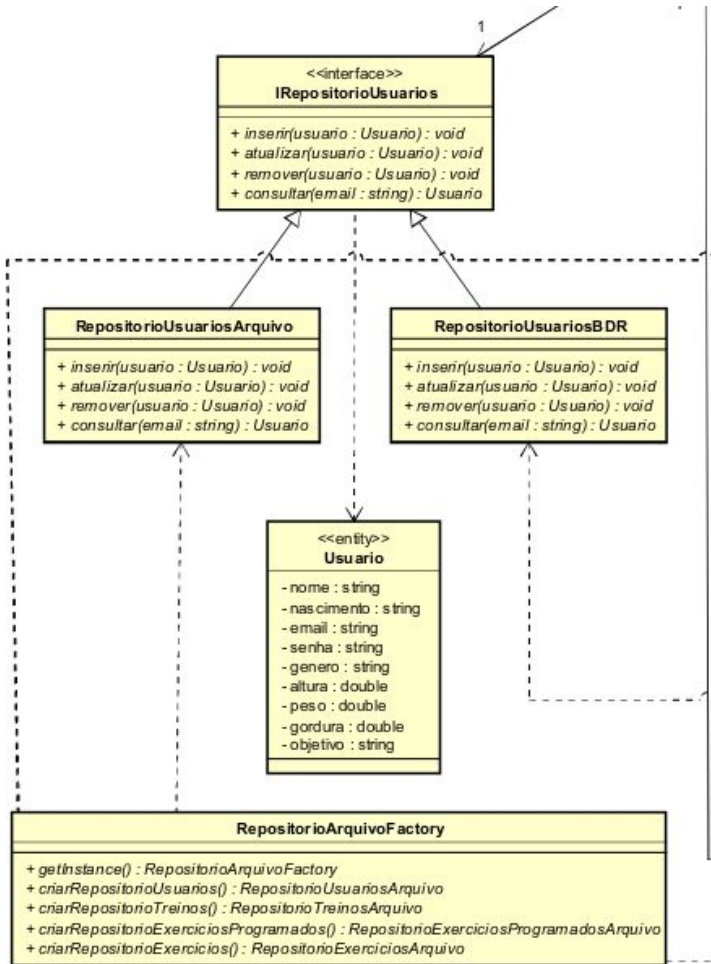 1
<<interface>>
IRepositorioUsuarios
+ inserir(usuario : Usuario) : void
+ atualizar(usuario : Usuario) : void
+ remover(usuario : Usuario) : void
+ consultar(email : string) : Usuario
RepositorioUsuariosArquivo
+ inserir(usuario : Usuario) : void
+ atualizar(usuario : Usuario) : void
+ remover(usuario : Usuario) : void
+ consultar(email : string) : Usuario
RepositorioUsuariosBDR
+ inserir(usuario : Usuario) : void
+ atualizar(usuario : Usuario) : void
+ remover(usuario : Usuario) : void
+ consultar(email : string) : Usuario
<<entity>>
Usuario
- nome : string
- nascimento : string
- email : string
- senha : string
- genero : string
- altura : double
- peso : double
- gordura : double
- objetivo : string
RepositorioArquivoFactory
+ getInstance() : RepositorioArquivoFactory
+ criarRepositorioUsuarios() : RepositorioUsuariosArquivo
+ criarRepositorioTreinos() : RepositorioTreinosArquivo
+ criarRepositorioExerciciosProgramados() : RepositorioExerciciosProgramadosArquivo
+ criarRepositorioExercicios() : RepositorioExerciciosArquivo